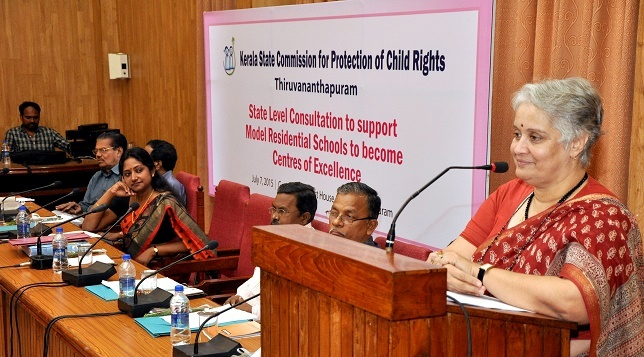 Kerala State Commission for Protection of Child Rights
Thiruvananthapuram
State Level Consultation to support
Model Residential Schools to become
Centres of Excellence
July 7, 2015